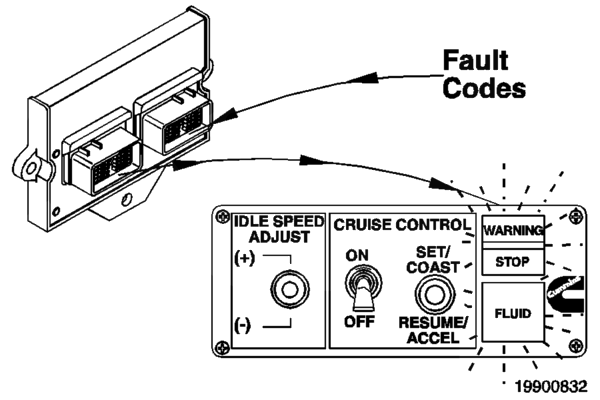 Fault
Codes
IDLE SPEED
ADJUST
(+)
(-)
CRUISE CONTROL
ON
OFF
SET/
COAST
RESUME/
ACCEL
WARNING
STOP
FLUID
Cummins
19900832